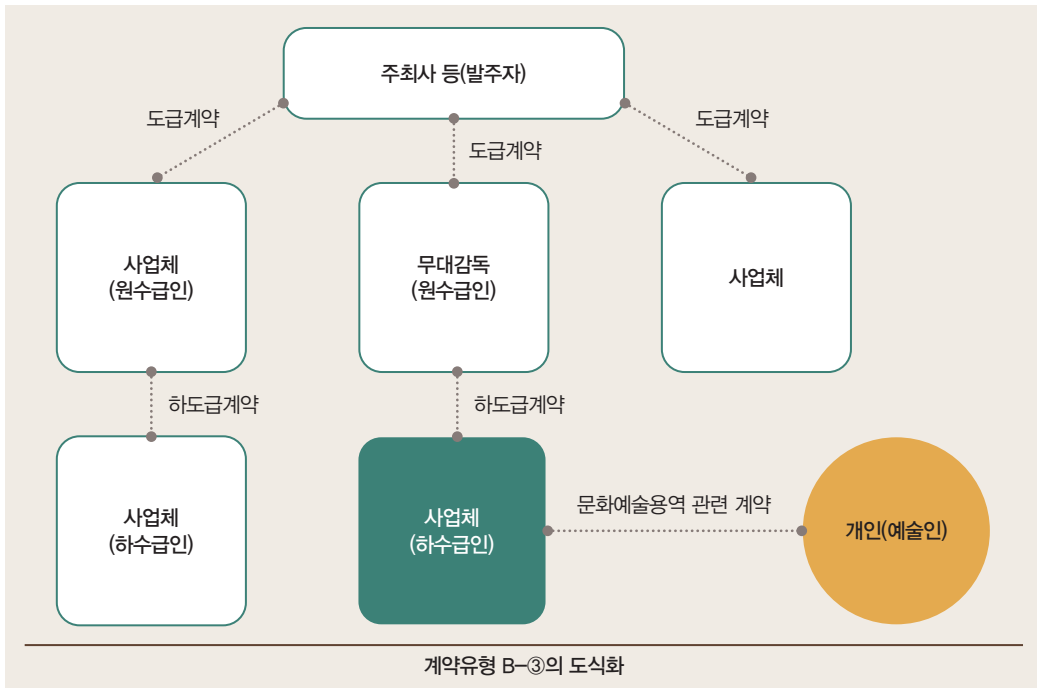 주최사 등(발주자)
도급계약
도급계약
도급계약
사업체
(원수급인)
무대감독
(원수급인)
사업체
하도급계약
하도급계약
사업체
(하수급인)
사업체
(하수급인)
문화예술용역 관련 계약
개인(예술인)
계약유형 B-③의 도식화